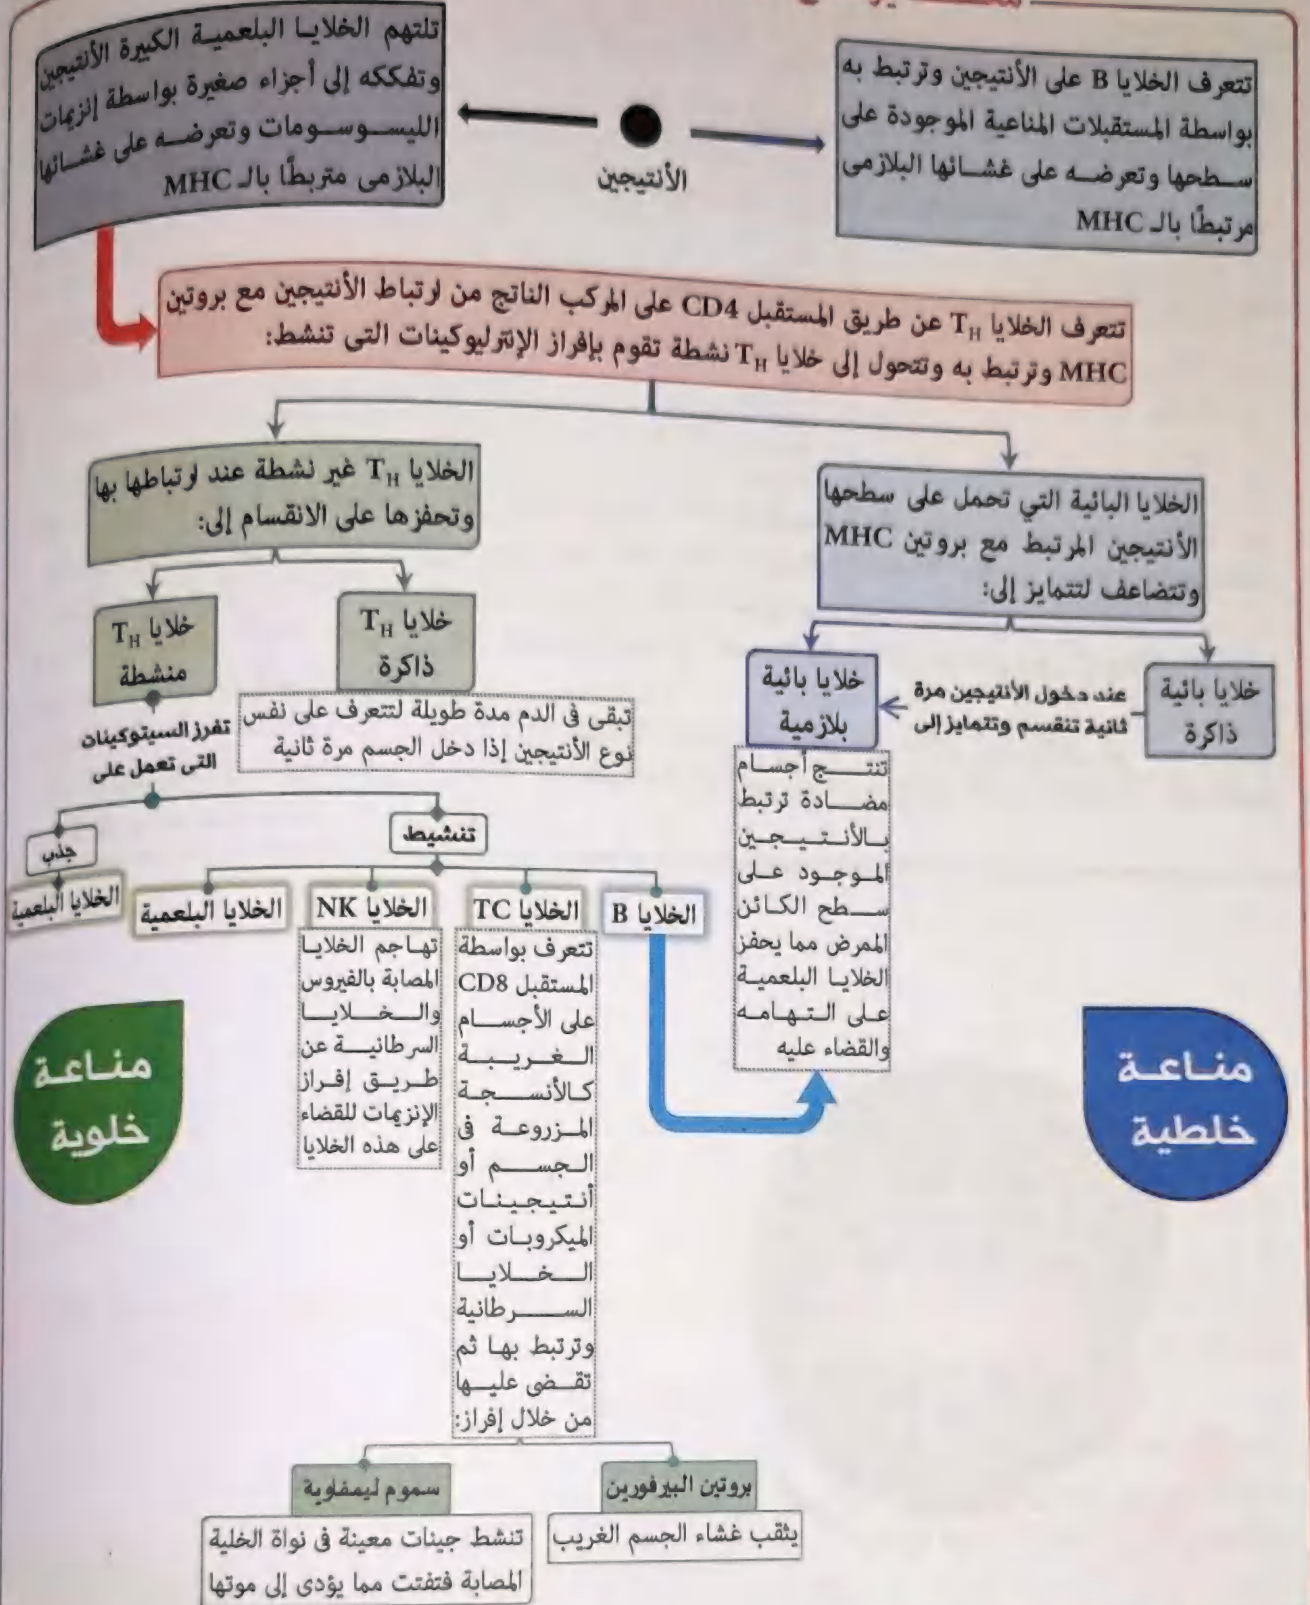 تتعرف الخلايا B على الأنتيجين وترتبط به
بواسطة المستقبلات المناعية الموجودة على
سطحها وتعرضه على غشائها البلازمى
مرتبطًا بالـ MHC
الأنتيجين
تلتهم الخلايا البلعمية الكبيرة الأنتيجين
وتفككه إلى أجزاء صغيرة بواسطة إنزيمات
الليسوسومات وتعرضه على غشائها
البلازمى متربطًا بالـ MHC
تتعرف الخلايا TH عن طريق المستقبل CD4 على المركب الناتج من ارتباط الأنتيجين مع بروتين
MHC وترتبط به وتتحول إلى خلايا TH نشطة تقوم بإفراز الإنترليوكينات التى تنشط:
الخلايا البائية التي تحمل على سطحها
الأنتيجين المرتبط مع بروتين MHC
وتتضاعف لتتمايز إلى:
خلايا بائية
ذاكرة
عند دخول الأنتيجين مرة
ثانية تنقسم وتتمايز إلى
خلايا بائية
بلازمية
تنتج أجسام
مضادة ترتبط
بالأنتيجين
الموجود على
سطح الكائن
الممرض مما يحفز
الخلايا البلعمية
على التهامه
والقضاء عليه
مناعة
خلطية
الخلايا TH غير نشطة عند ارتباطها بها
وتحفزها على الانقسام إلى:
خلايا TH
ذاكرة
تبقى فى الدم مدة طويلة لتتعرف على نفس
نوع الأنتيجين إذا دخل الجسم مرة ثانية
خلايا TH
منشطة
تفرز السيتوكينات
التى تعمل على
تنشيط
جذب
الخلايا B
الخلايا TC
الخلايا NK
الخلايا البلعمية
الخلايا البلعمية
تتعرف بواسطة
المستقبل CD8
على الأجسام
الغريبة
كالأنسجة
المزروعة فى
الجسم أو
أنتيجينات
الميكروبات أو
الخلايا
السرطانية
وترتبط بها ثم
تقضى عليها
من خلال إفراز:
تهاجم الخلايا
المصابة بالفيروس
والخلايا
السرطانية عن
طريق إفراز
الإنزيمات للقضاء
على هذه الخلايا
مناعة
خلوية
بروتين البيرفورين
يثقب غشاء الجسم الغريب
سموم ليمفاوية
تنشط جينات معينة فى نواة الخلية
المصابة فتفتت مما يؤدى إلى موتها